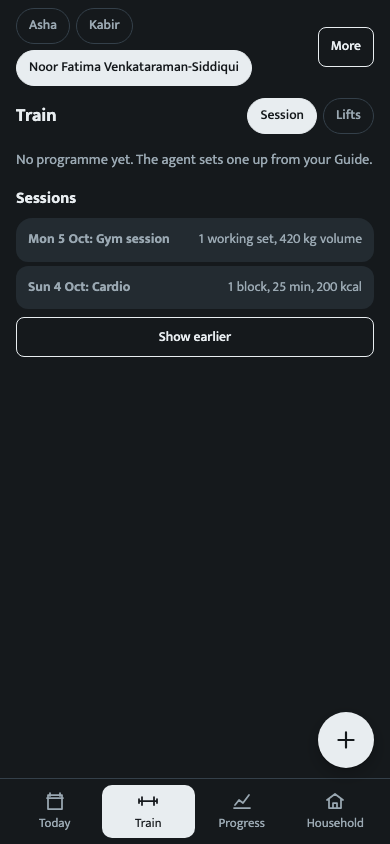 Asha
Kabir
Noor Fatima Venkataraman-Siddiqui
More
Train
Session
Lifts
No programme yet. The agent sets one up from your Guide.
Sessions
Mon 5 Oct: Gym session
1 working set, 420 kg volume
Sun 4 Oct: Cardio
1 block, 25 min, 200 kcal
Show earlier
Today
Train
Progress
Household